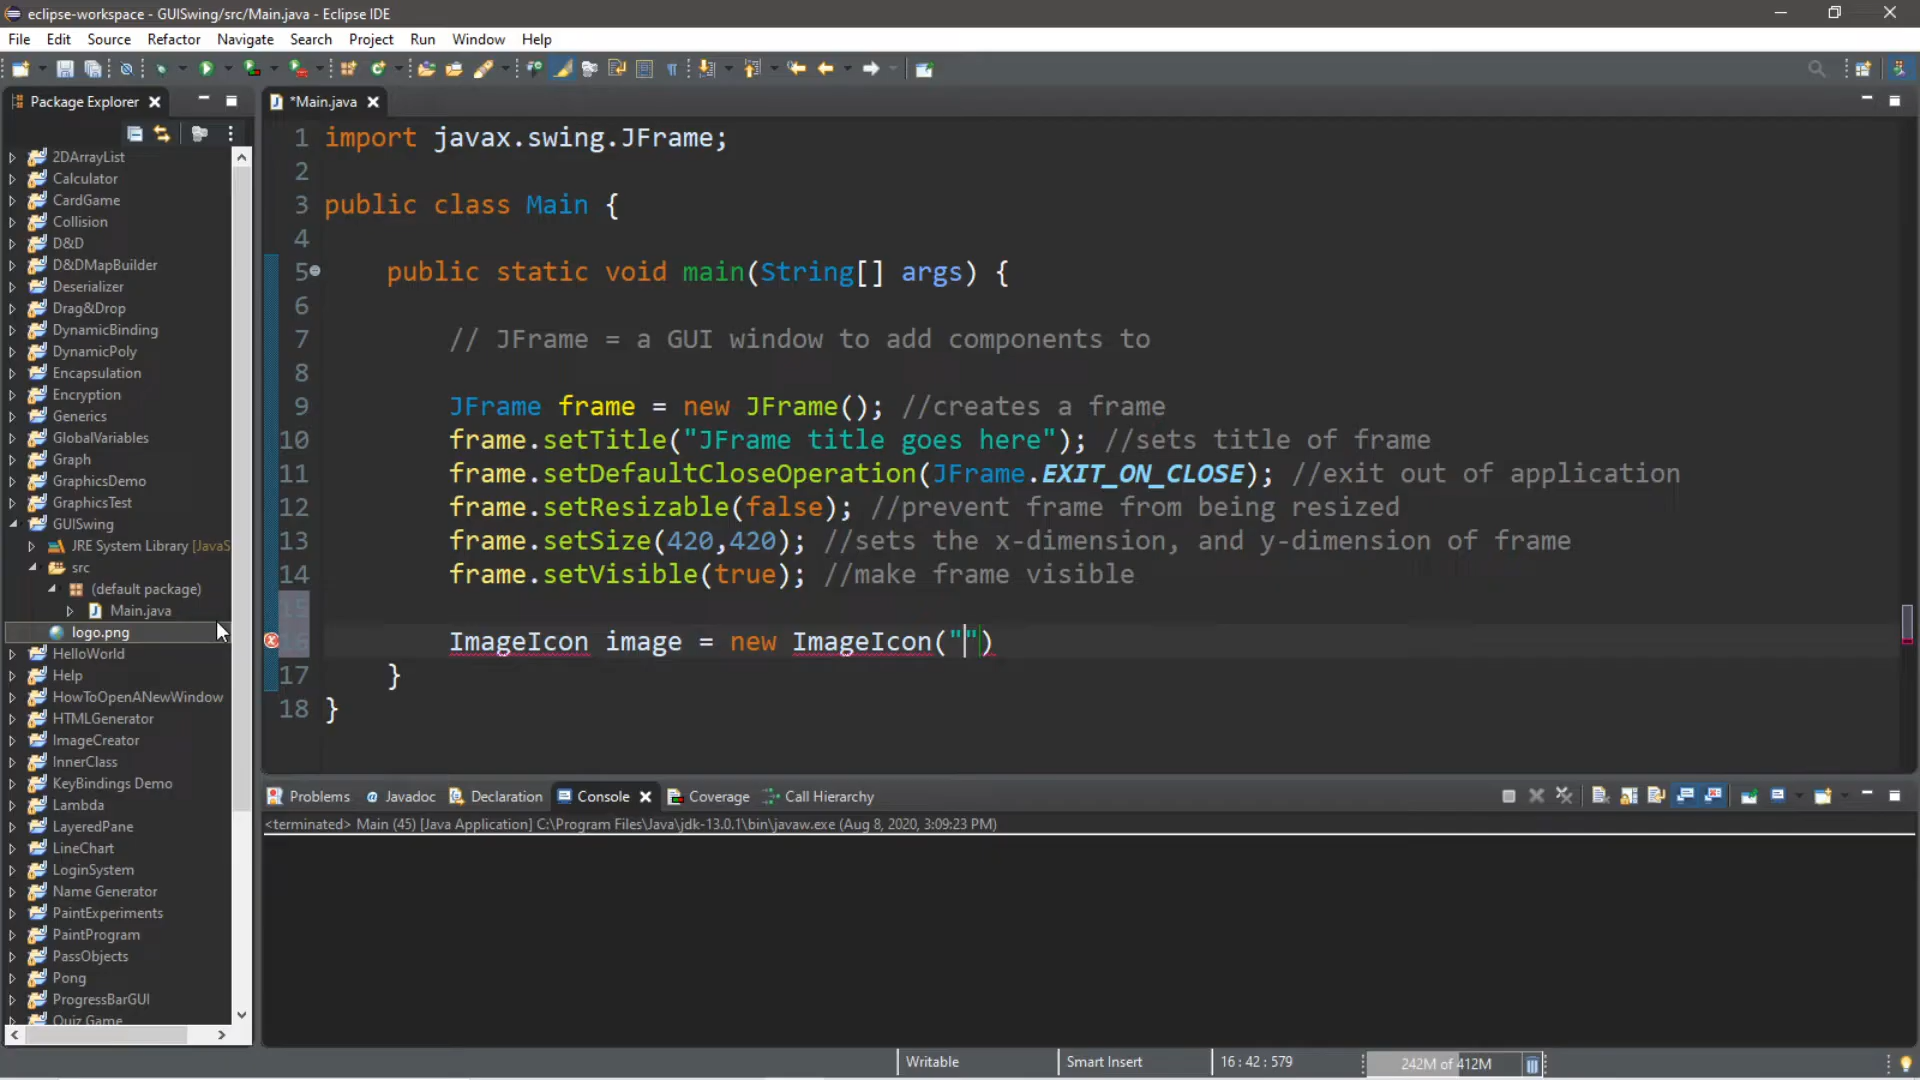 eclipse-workspace - GUISwing/src/Main.java - Eclipse IDE
File Edit Source Refactor Navigate Search Project Run Window Help
Package Explorer
*Main.java
2DArrayList
Calculator
CardGame
Collision
D&D
D&DMapBuilder
Deserializer
Drag&Drop
DynamicBinding
DynamicPoly
Encapsulation
Encryption
Generics
GlobalVariables
Graph
GraphicsDemo
GraphicsTest
GUISwing
JRE System Library [JavaS
src
(default package)
Main.java
logo.png
HelloWorld
Help
HowToOpenANewWindow
HTMLGenerator
ImageCreator
InnerClass
KeyBindings Demo
Lambda
LayeredPane
LineChart
LoginSystem
Name Generator
PaintExperiments
PaintProgram
PassObjects
Pong
ProgressBarGUI
Quiz Game
1 import javax.swing.JFrame;
2
3 public class Main {
4
5 public static void main(String[] args) {
6
7 // JFrame = a GUI window to add components to
8
9 JFrame frame = new JFrame(); //creates a frame
10 frame.setTitle("JFrame title goes here"); //sets title of frame
11 frame.setDefaultCloseOperation(JFrame.EXIT_ON_CLOSE); //exit out of application
12 frame.setResizable(false); //prevent frame from being resized
13 frame.setSize(420,420); //sets the x-dimension, and y-dimension of frame
14 frame.setVisible(true); //make frame visible
15
16 ImageIcon image = new ImageIcon("")
17 }
18 }
Problems Javadoc Declaration Console Coverage Call Hierarchy
<terminated> Main (45) [Java Application] C:\Program Files\Java\jdk-13.0.1\bin\javaw.exe (Aug 8, 2020, 3:09:23 PM)
Writable Smart Insert 16 : 42 : 579 242M of 412M